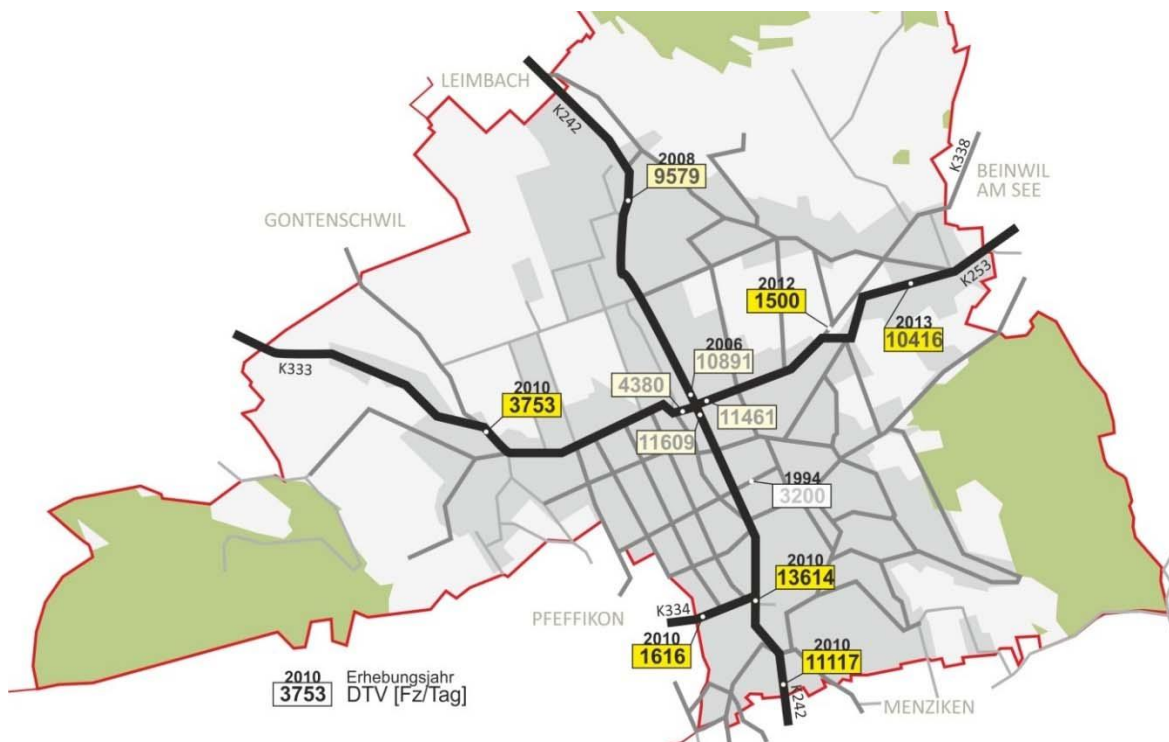 LEIMBACH
K242
2008
9579
K338
BEINWIL
AM SEE
GONTENSCHWIL
K253
2012
1500
2013
10416
K333
2006
10891
2010
3753
4380
11461
11609
1994
3200
2010
13614
PFEFFIKON
K334
2010
1616
2010
11117
K242
MENZIKEN
2010 Erhebungsjahr
3753 DTV [Fz/Tag]